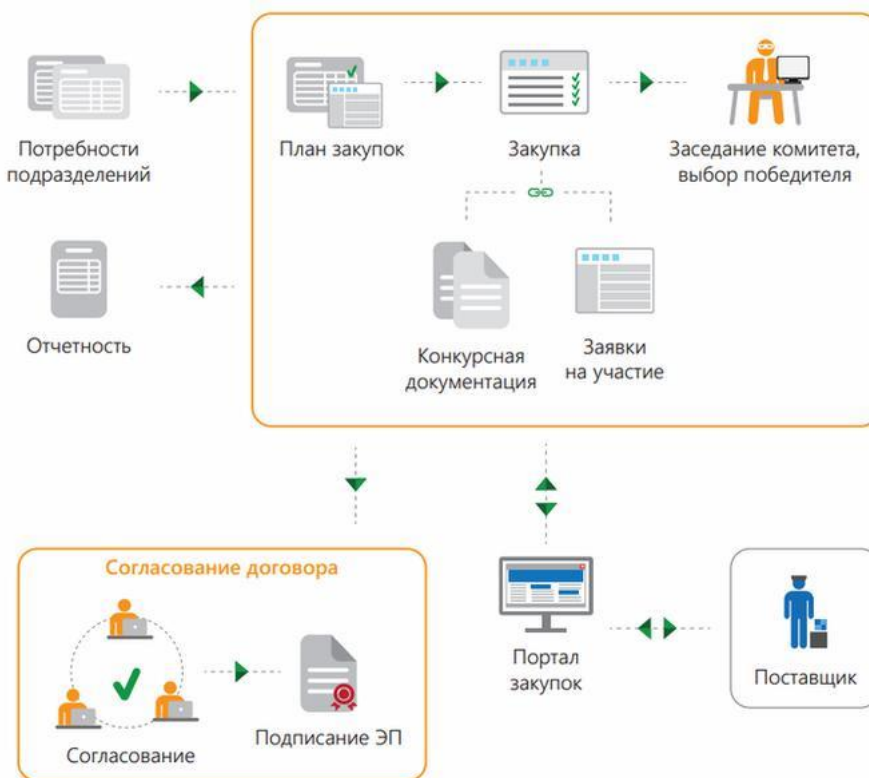 Потребности
подразделений
План закупок
Закупка
Заседание комитета,
выбор победителя
Отчетность
Конкурсная
документация
Заявки
на участие
Согласование договора
Согласование
Подписание ЭП
Портал
закупок
Поставщик